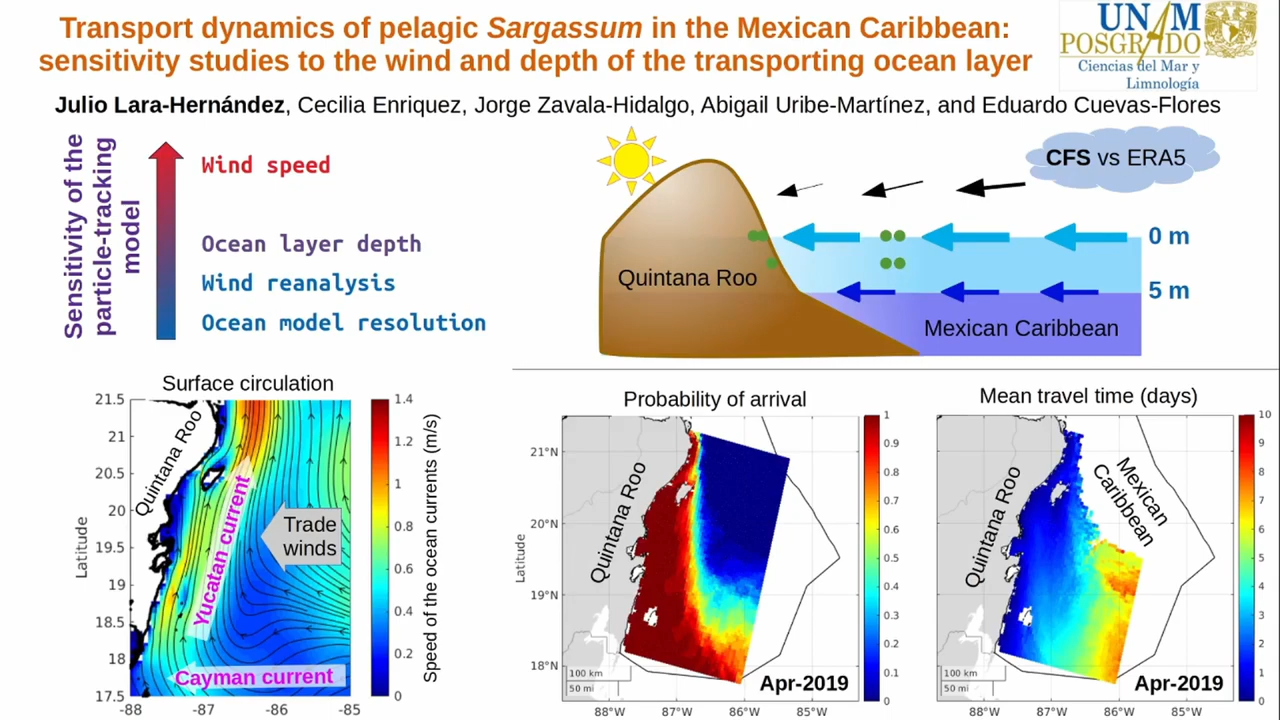 Transport dynamics of pelagic Sargassum in the Mexican Caribbean:
sensitivity studies to the wind and depth of the transporting ocean layer
UNAM
POSGRADO
Ciencias del Mar y
Limnología
Julio Lara-Hernández, Cecilia Enriquez, Jorge Zavala-Hidalgo, Abigail Uribe-Martínez, and Eduardo Cuevas-Flores
Sensitivity of the
particle-tracking
model
Wind speed
Ocean layer depth
Wind reanalysis
Ocean model resolution
CFS vs ERA5
0 m
5 m
Quintana Roo
Mexican Caribbean
Surface circulation
21.5
21
20.5
20
19.5
19
18.5
18
17.5
-88
-87
-86
-85
Latitude
Quintana Roo
Yucatan current
Trade
winds
Cayman current
1.4
1.2
1
0.8
0.6
0.4
0.2
0
Speed of the ocean currents (m/s)
Probability of arrival
21°N
20°N
19°N
18°N
Latitude
Quintana Roo
100 km
50 mi
Apr-2019
88°W
87°W
86°W
85°W
1
0.9
0.8
0.7
0.6
0.5
0.4
0.3
0.2
0.1
0
Mean travel time (days)
Quintana Roo
Mexican
Caribbean
100 km
50 mi
Apr-2019
88°W
87°W
86°W
85°W
10
9
8
7
6
5
4
3
2
1
0